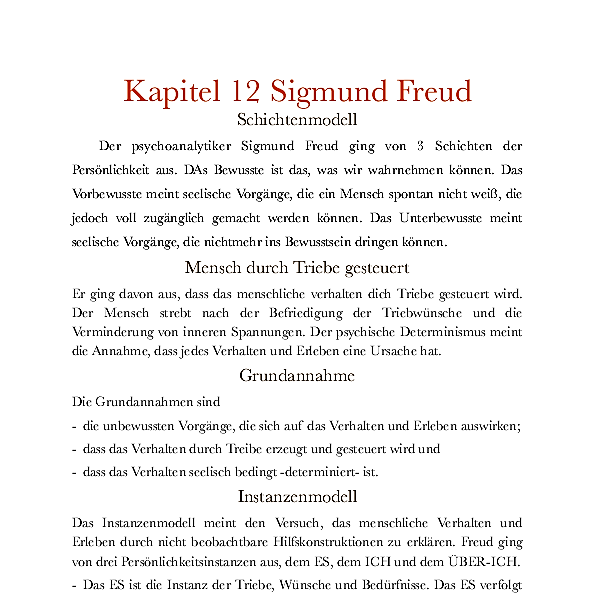 Kapitel 12 Sigmund Freud
Schichtenmodell
Der psychoanalytiker Sigmund Freud ging von 3 Schichten der
Persönlichkeit aus. DAs Bewusste ist das, was wir wahrnehmen können. Das
Vorbewusste meint seelische Vorgänge, die ein Mensch spontan nicht weiß, die
jedoch voll zugänglich gemacht werden können. Das Unterbewusste meint
seelische Vorgänge, die nichtmehr ins Bewusstsein dringen können.
Mensch durch Triebe gesteuert
Er ging davon aus, dass das menschliche verhalten dich Triebe gesteuert wird.
Der Mensch strebt nach der Befriedigung der Triebwünsche und die
Verminderung von inneren Spannungen. Der psychische Determinismus meint
die Annahme, dass jedes Verhalten und Erleben eine Ursache hat.
Grundannahme
Die Grundannahmen sind
- die unbewussten Vorgänge, die sich auf das Verhalten und Erleben auswirken;
- dass das Verhalten durch Treibe erzeugt und gesteuert wird und
- dass das Verhalten seelisch bedingt -determiniert- ist.
Instanzenmodell
Das Instanzenmodell meint den Versuch, das menschliche Verhalten und
Erleben durch nicht beobachtbare Hilfskonstruktionen zu erklären. Freud ging
von drei Persönlichkeitsinstanzen aus, dem ES, dem ICH und dem ÜBER-ICH.
- Das ES ist die Instanz der Triebe, Wünsche und Bedürfnisse. Das ES verfolgt